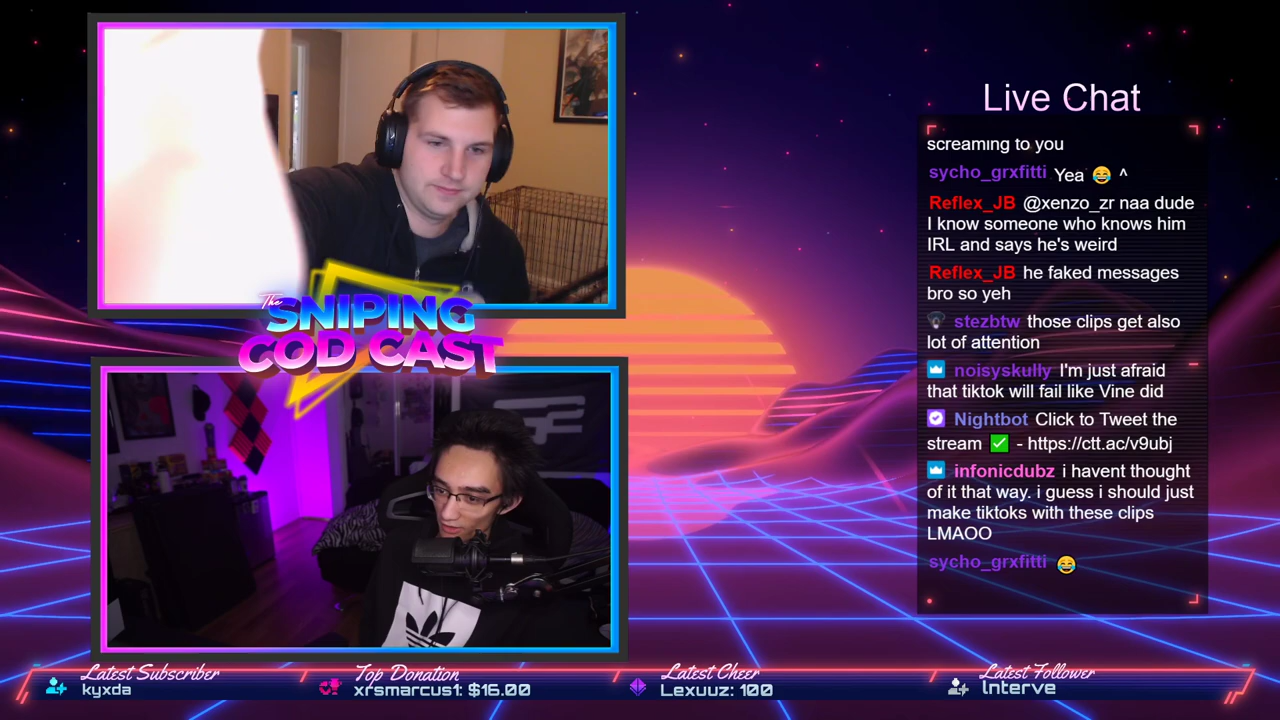 The
SNIPING
COD CAST
Live Chat
screaming to you
sycho_grxfitti Yea 😂 ^
Reflex_JB @xenzo_zr naa dude
I know someone who knows him
IRL and says he's weird
Reflex_JB he faked messages
bro so yeh
stezbtw those clips get also
lot of attention
noisyskully I'm just afraid
that tiktok will fail like Vine did
Nightbot Click to Tweet the
stream ✅ - https://ctt.ac/v9ubj
infonicdubz i havent thought
of it that way. i guess i should just
make tiktoks with these clips
LMAOO
sycho_grxfitti 😂
Latest Subscriber
kyxda
Top Donation
xrsmarcus1: $16.00
Latest Cheer
Lexuuz: 100
Latest Follower
lnterve